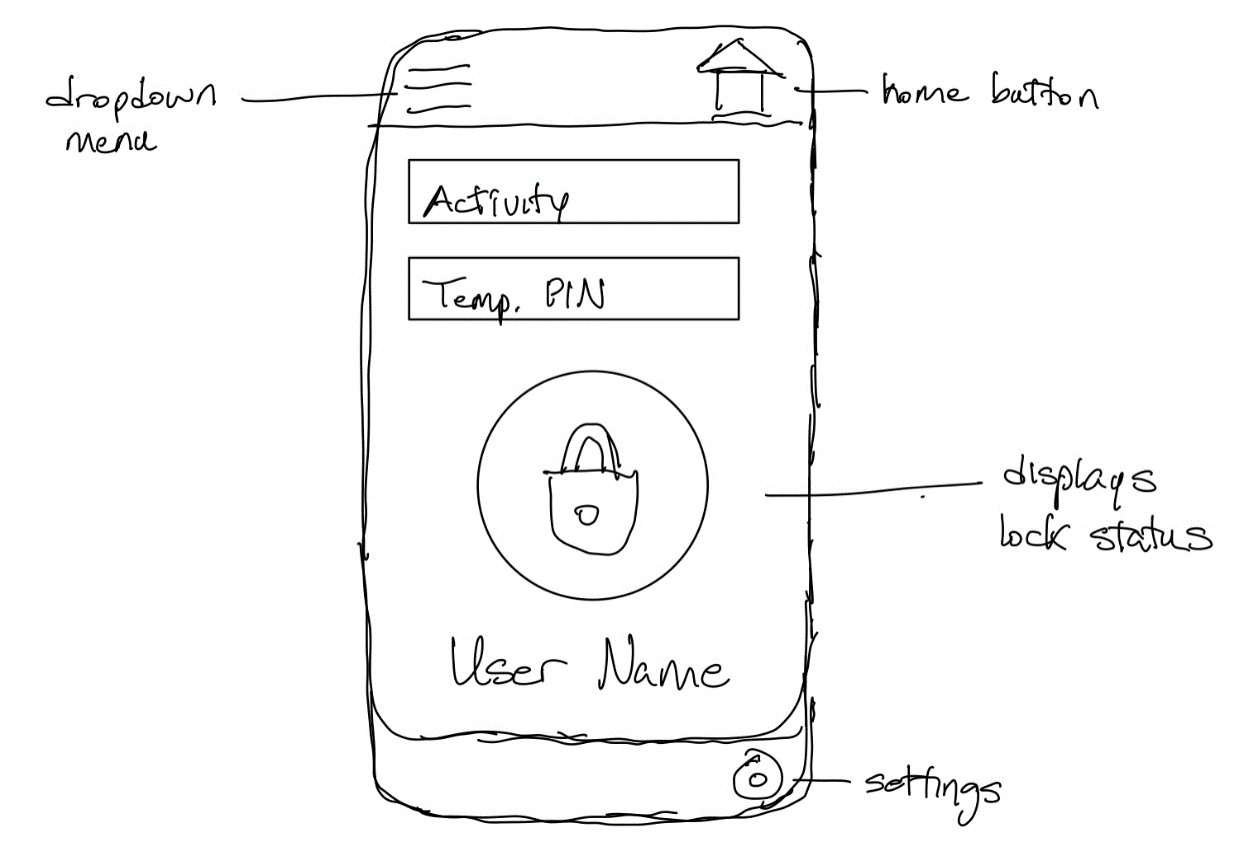 dropdown
menu
home button
Activity
Temp. PIN
displays
lock status
User Name
settings